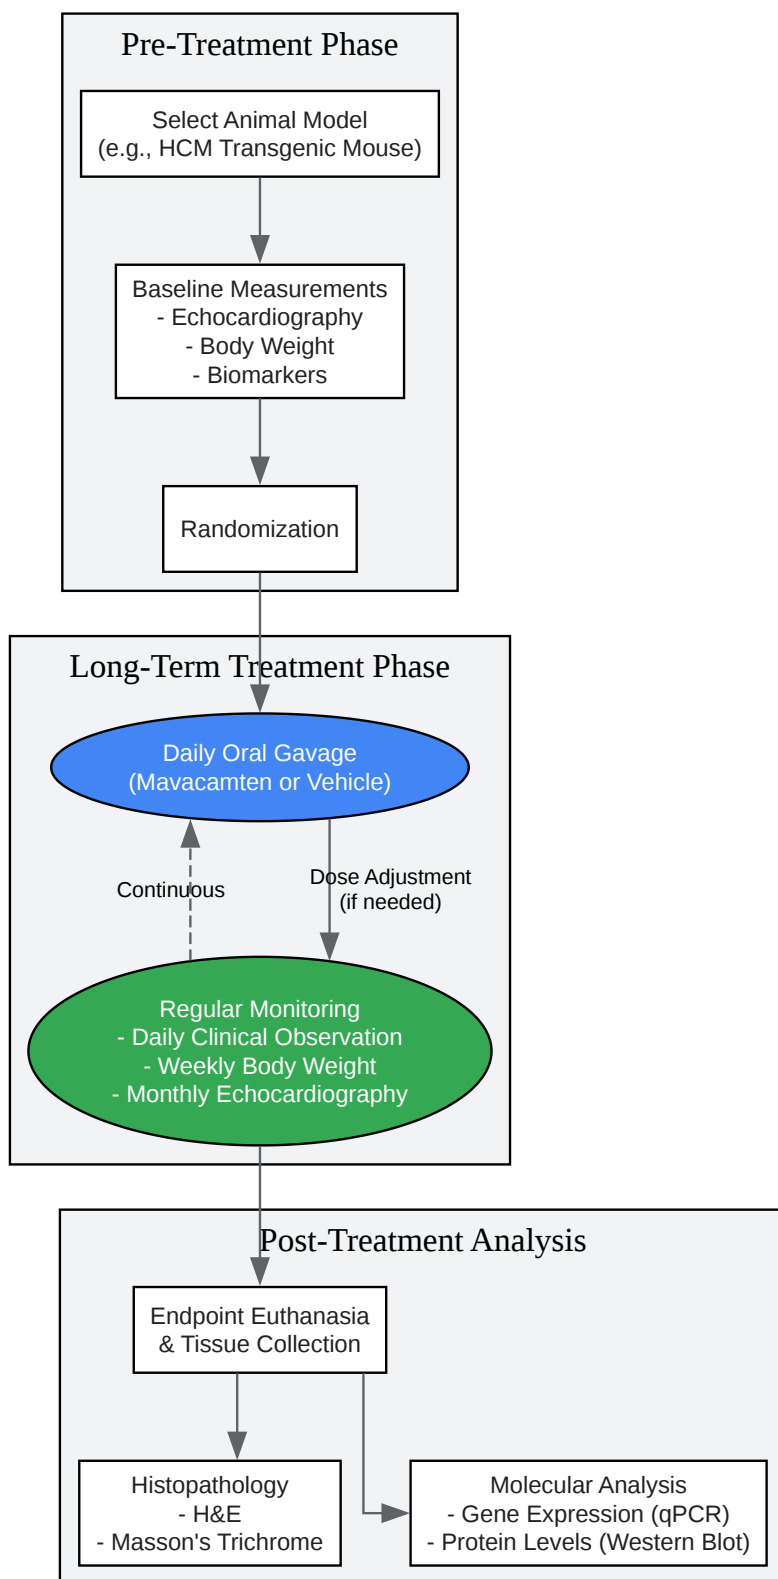 Pre-Treatment Phase
Select Animal Model
(e.g., HCM Transgenic Mouse)
Baseline Measurements
- Echocardiography
- Body Weight
- Biomarkers
Randomization
Long-Term Treatment Phase
Daily Oral Gavage
(Mavacamten or Vehicle)
Continuous
Dose Adjustment
(if needed)
Regular Monitoring
- Daily Clinical Observation
- Weekly Body Weight
- Monthly Echocardiography
Post-Treatment Analysis
Endpoint Euthanasia
& Tissue Collection
Histopathology
- H&E
- Masson's Trichrome
Molecular Analysis
- Gene Expression (qPCR)
- Protein Levels (Western Blot)